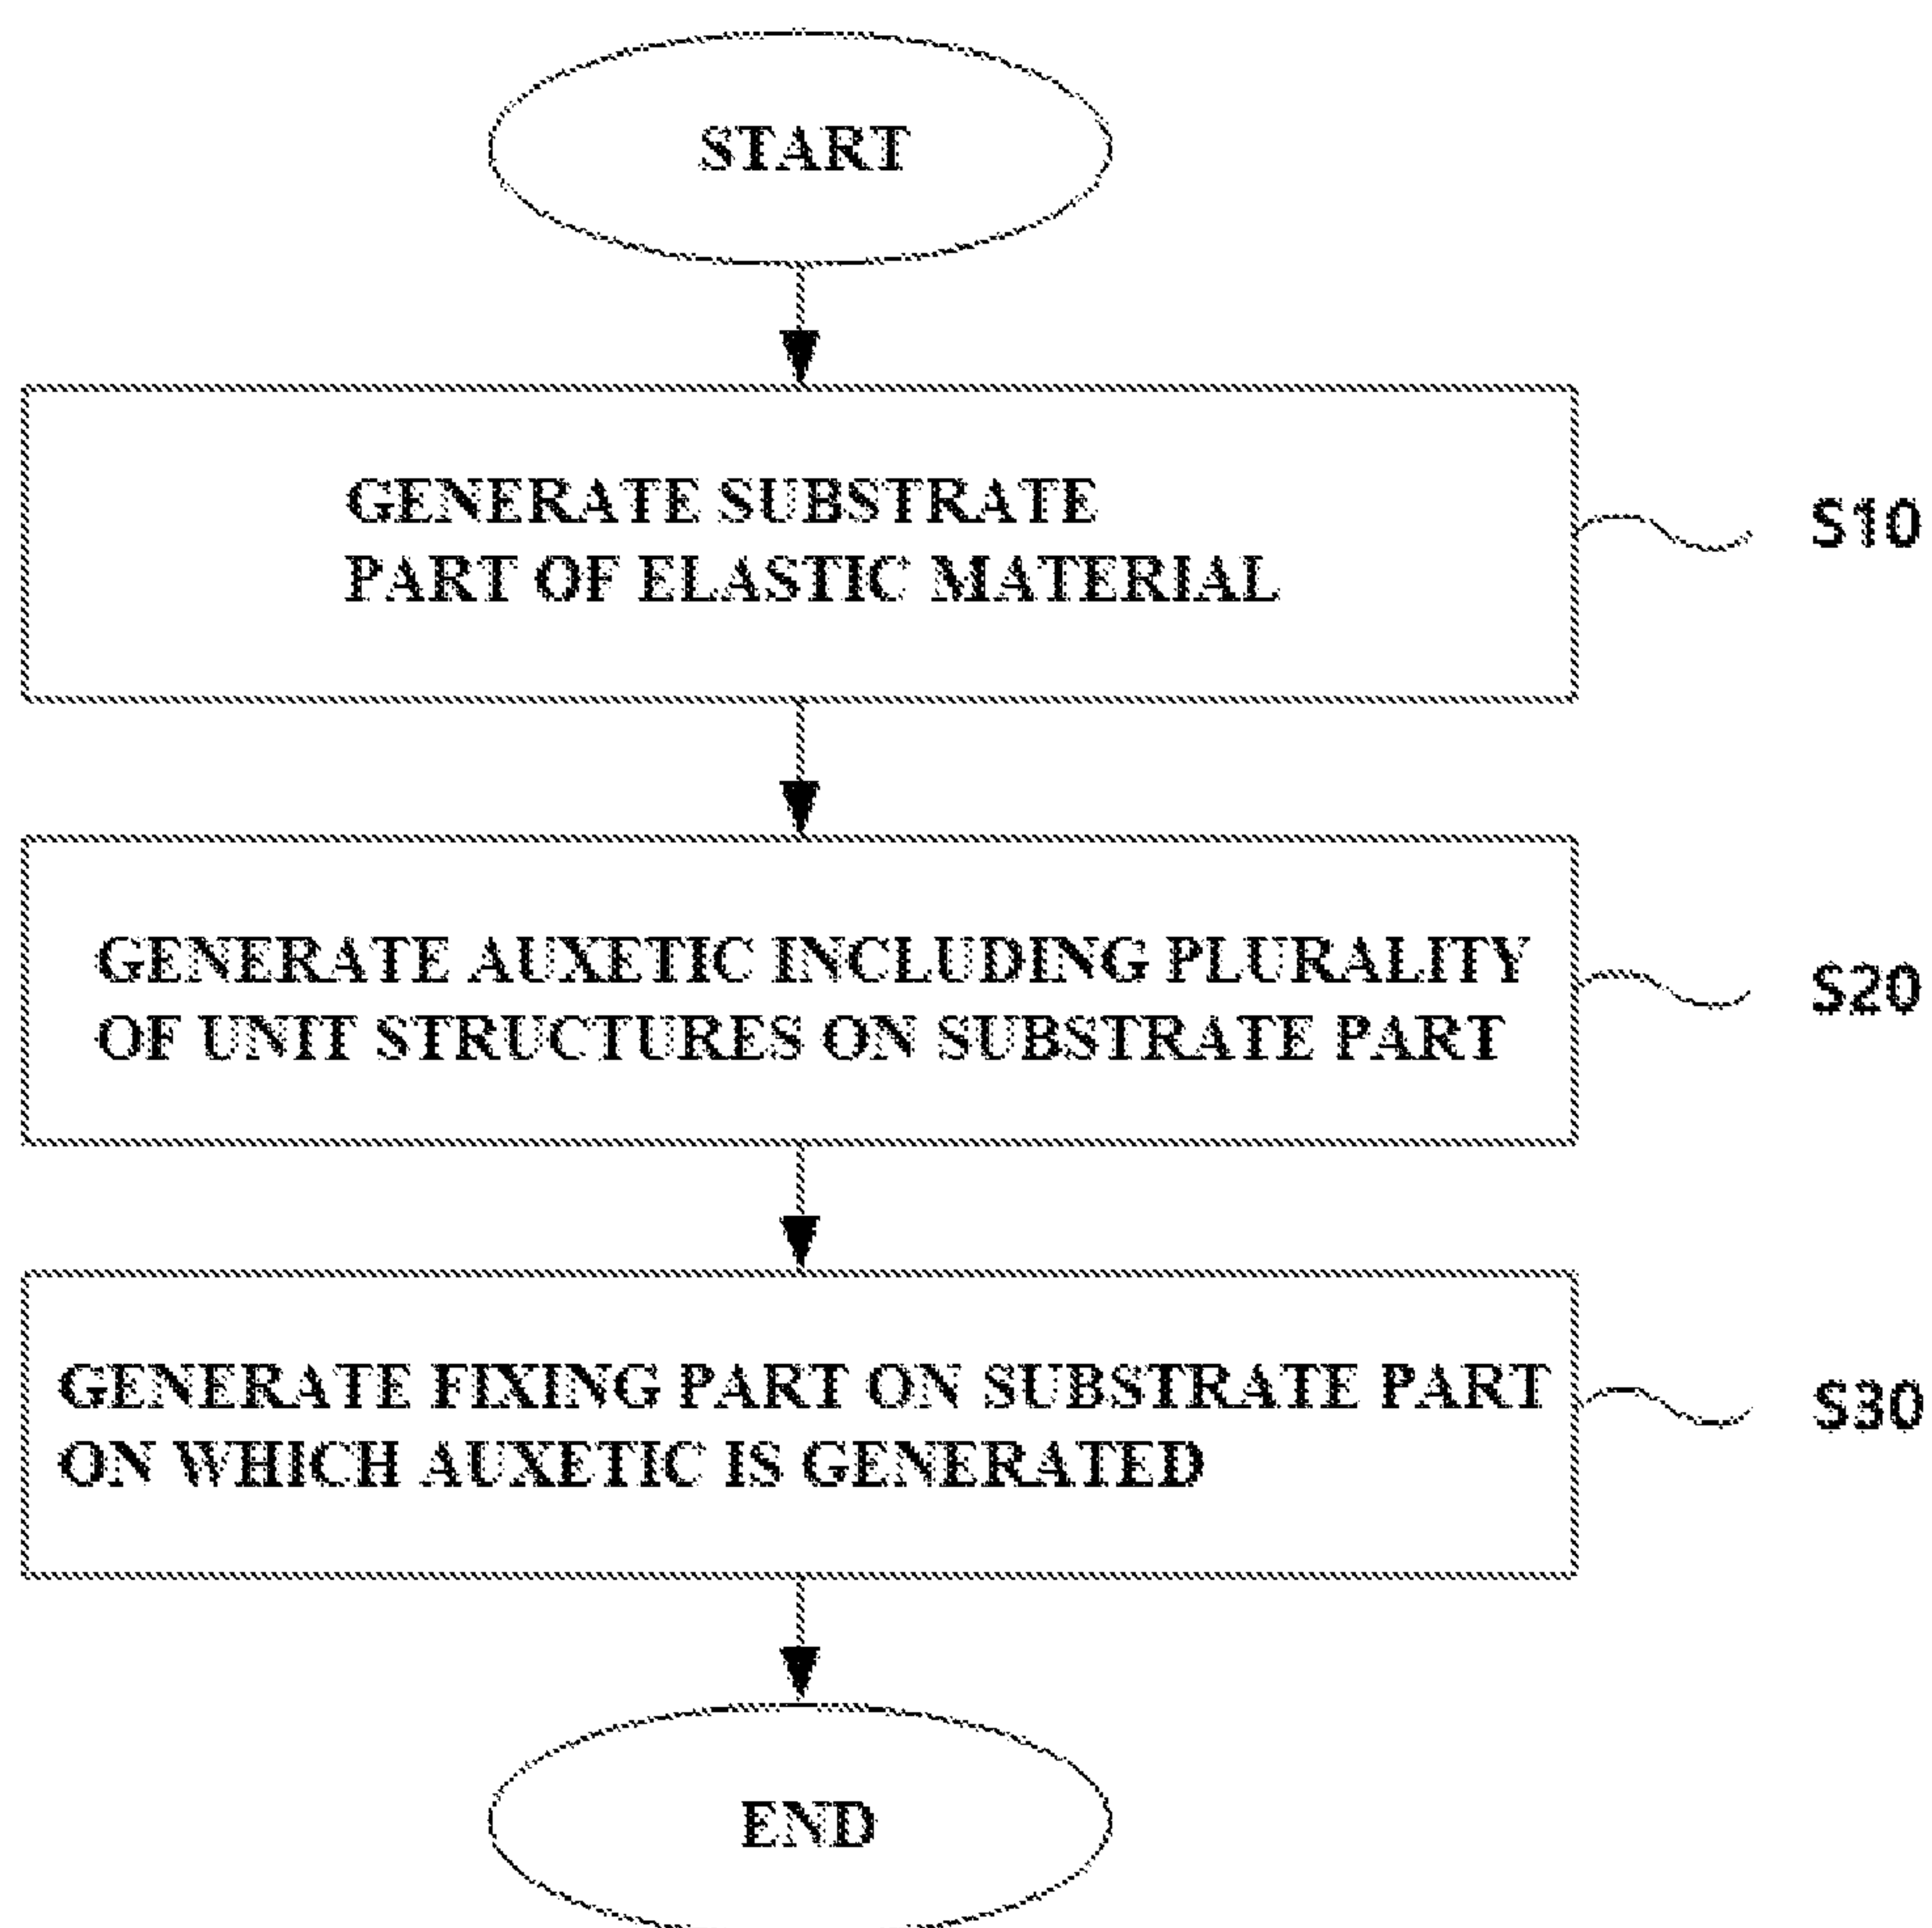 START
GENERATE SUBSTRATE
PART OF ELASTIC MATERIAL
S10
GENERATE AUXETIC INCLUDING PLURALITY
OF UNIT STRUCTURES ON SUBSTRATE PART
S20
GENERATE FIXING PART ON SUBSTRATE PART
ON WHICH AUXETIC IS GENERATED
S30
END